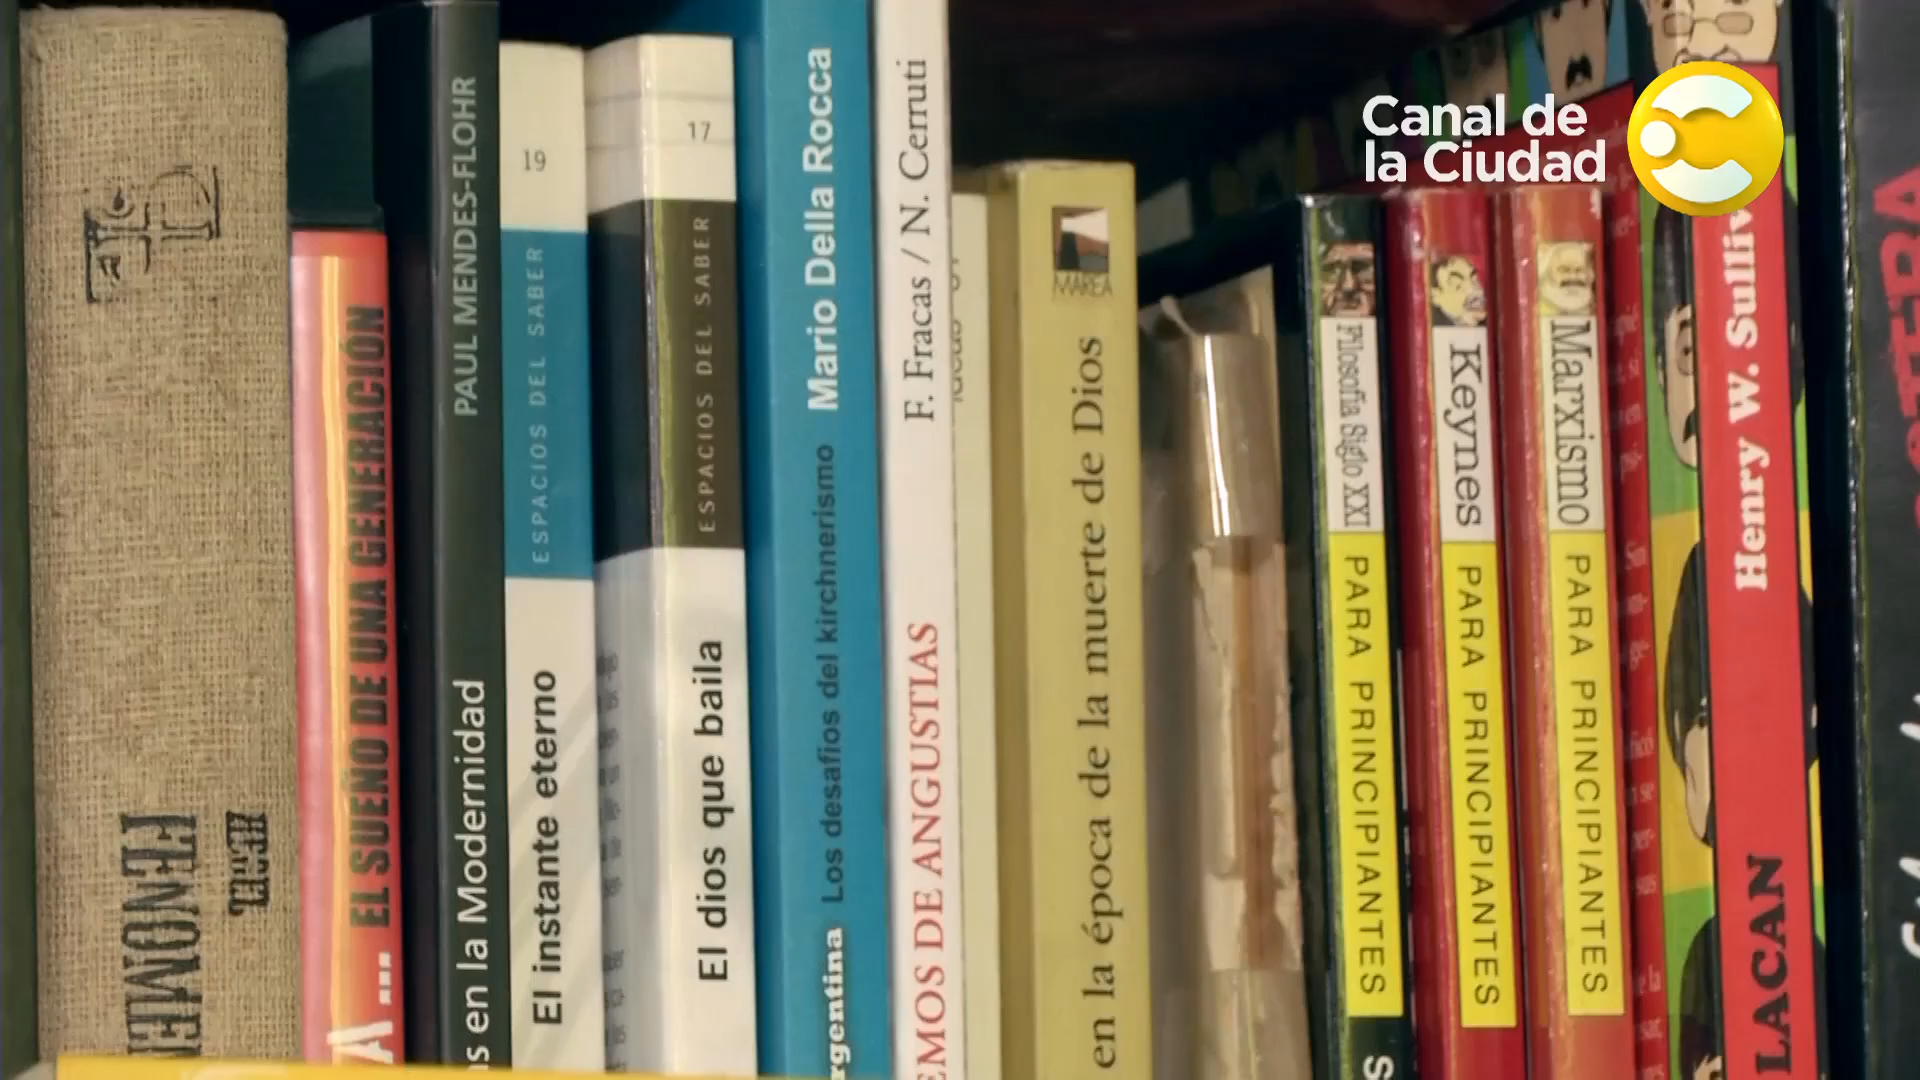 HEGEL
FENOMEN
A... EL SUEÑO DE UNA GENERACIÓN
PAUL MENDES-FLOHR
s en la Modernidad
19
ESPACIOS DEL SABER
El instante eterno
17
ESPACIOS DEL SABER
El dios que baila
Mario Della Rocca
rgentina Los desafíos del kirchnerismo
F. Fracas / N. Cerruti
EMOS DE ANGUSTIAS
MAREA
en la época de la muerte de Dios
Filosofía Siglo XXI
PARA PRINCIPIANTES
S
Keynes
PARA PRINCIPIANTES
Marxismo
PARA PRINCIPIANTES
Henry W. Sulliv
LACAN
Canal de
la Ciudad